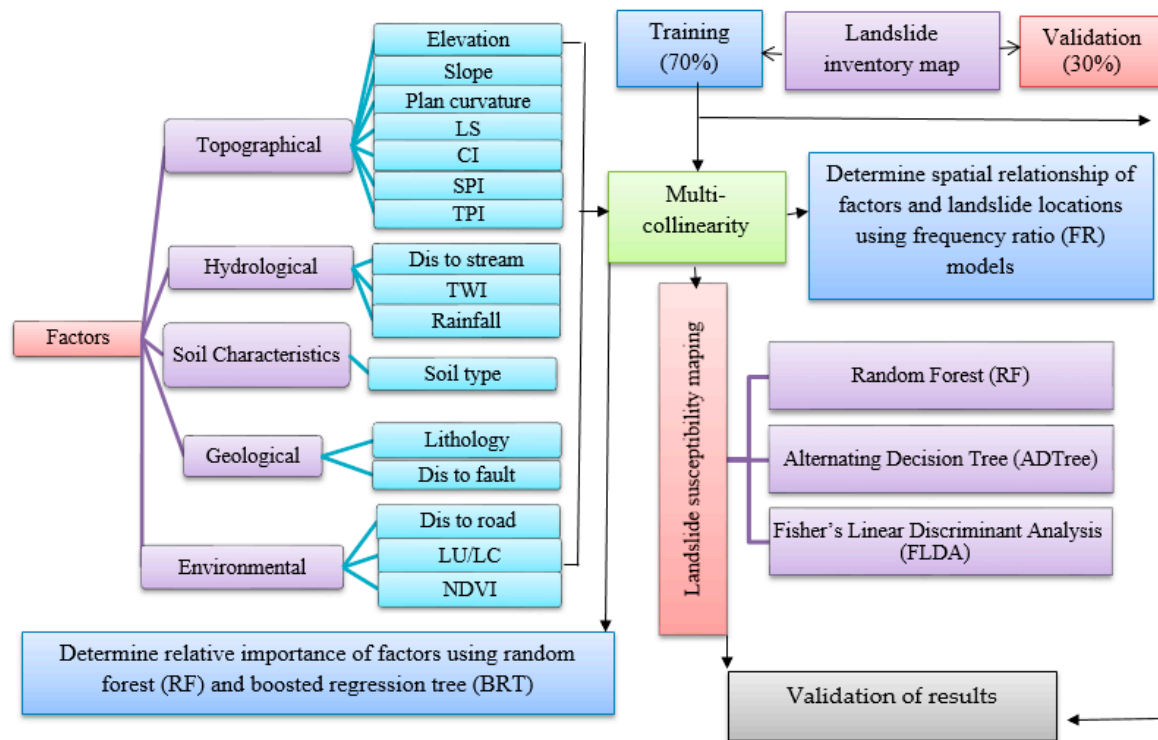 Factors
Topographical
Elevation
Slope
Plan curvature
LS
CI
SPI
TPI
Hydrological
Dis to stream
TWI
Rainfall
Soil Characteristics
Soil type
Geological
Lithology
Dis to fault
Environmental
Dis to road
LU/LC
NDVI
Determine relative importance of factors using random
forest (RF) and boosted regression tree (BRT)
Training
(70%)
Landslide
inventory map
Validation
(30%)
Multi-
collinearity
Determine spatial relationship of
factors and landslide locations
using frequency ratio (FR)
models
Landslide susceptibility maping
Random Forest (RF)
Alternating Decision Tree (ADTree)
Fisher's Linear Discriminant Analysis
(FLDA)
Validation of results